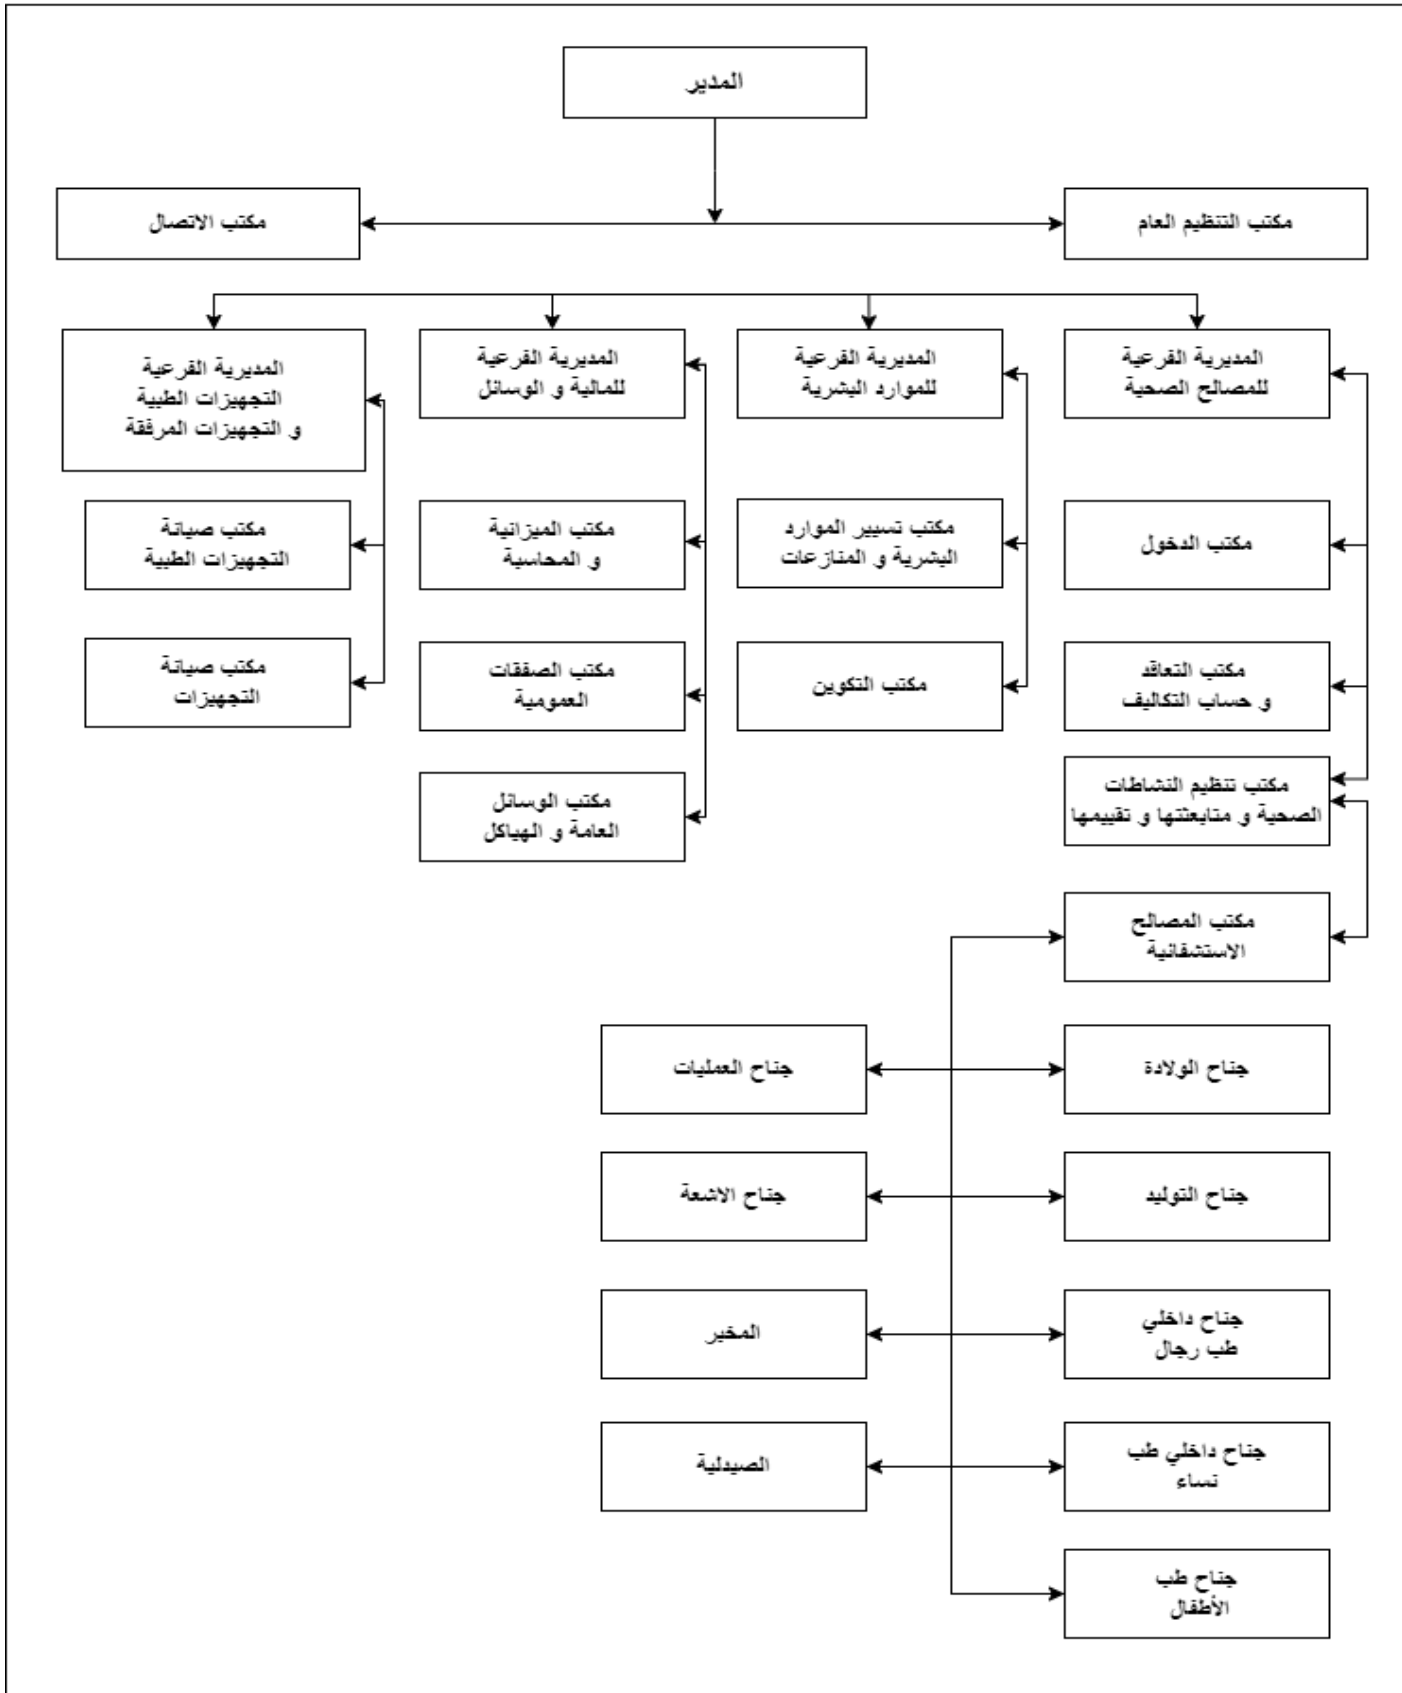 المدير
مكتب التنظيم العام
مكتب الاتصال
المديرية الفرعية
للمصالح الصحية
المديرية الفرعية
للموارد البشرية
المديرية الفرعية
للمالية و الوسائل
المديرية الفرعية
التجهيزات الطبية
و التجهيزات المرفقة
مكتب الدخول
مكتب تسيير الموارد
البشرية و المنازعات
مكتب الميزانية
و المحاسبة
مكتب صيانة
التجهيزات الطبية
مكتب التعاقد
و حساب التكاليف
مكتب التكوين
مكتب الصفقات
العمومية
مكتب صيانة
التجهيزات
مكتب تنظيم النشاطات
الصحية و متابعتها و تقييمها
مكتب الوسائل
العامة و الهياكل
مكتب المصالح
الاستشفائية
جناح الولادة
جناح العمليات
جناح التوليد
جناح الاشعة
جناح داخلي
طب رجال
المخبر
جناح داخلي طب
نساء
الصيدلية
جناح طب
الأطفال